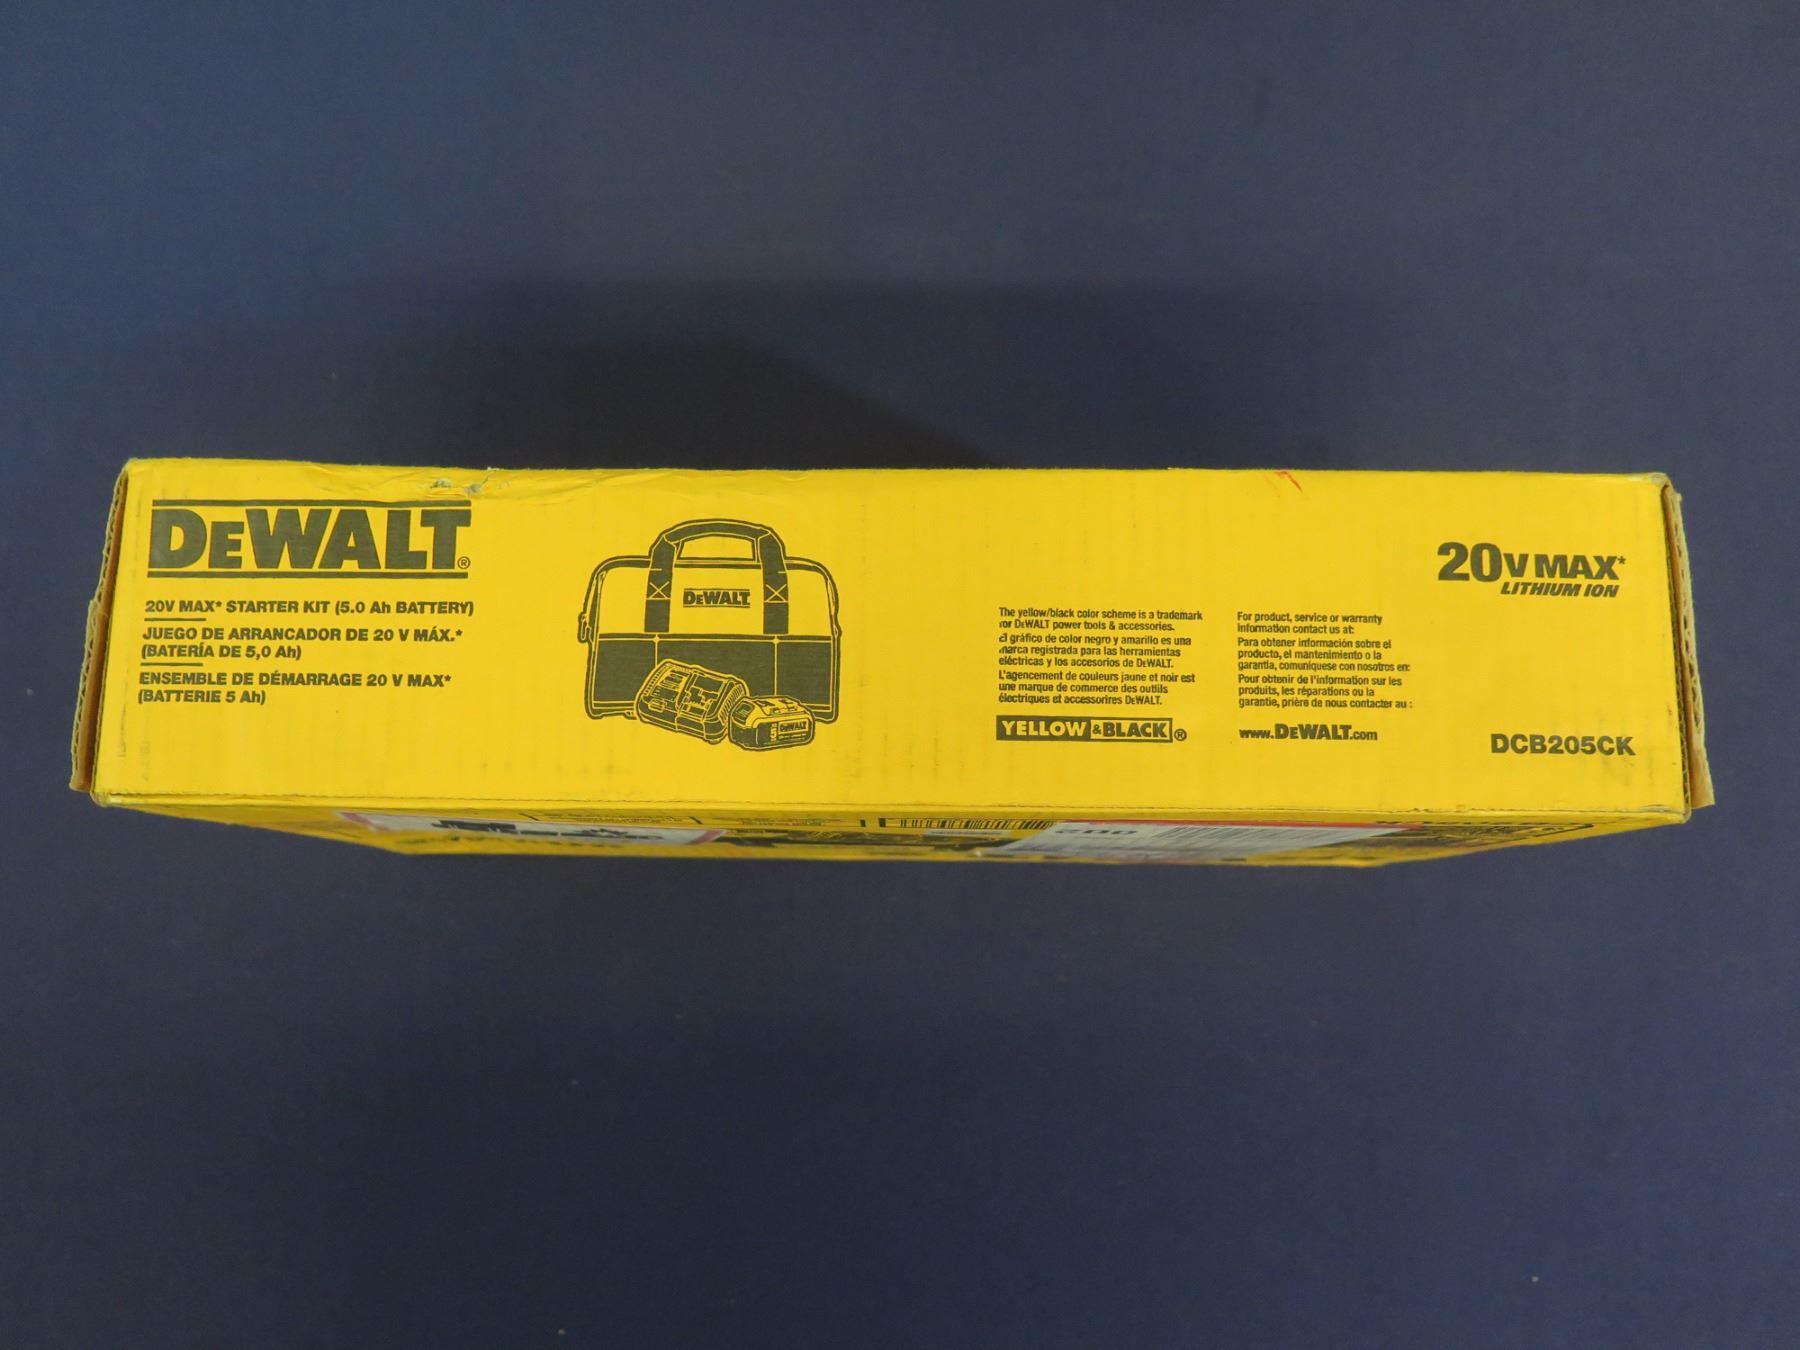 DEWALT®
20V MAX* STARTER KIT (5.0 Ah BATTERY)
JUEGO DE ARRANCADOR DE 20 V MÁX.*
(BATERÍA DE 5,0 Ah)
ENSEMBLE DE DÉMARRAGE 20 V MAX*
(BATTERIE 5 Ah)
DEWALT
DEWALT
5
The yellow/black color scheme is a trademark
for DEWALT power tools & accessories.
El gráfico de color negro y amarillo es una
marca registrada para las herramientas
eléctricas y los accesorios de DEWALT.
L'agencement de couleurs jaune et noir est
une marque de commerce des outils
électriques et accessoires DEWALT.
YELLOW & BLACK ®
For product, service or warranty
information contact us at:
Para obtener información sobre el
producto, el mantenimiento o la
garantía, comuníquese con nosotros en:
Pour obtenir de l'information sur les
produits, les réparations ou la
garantie, prière de nous contacter au :
www.DEWALT.com
20V MAX*
LITHIUM ION
DCB205CK